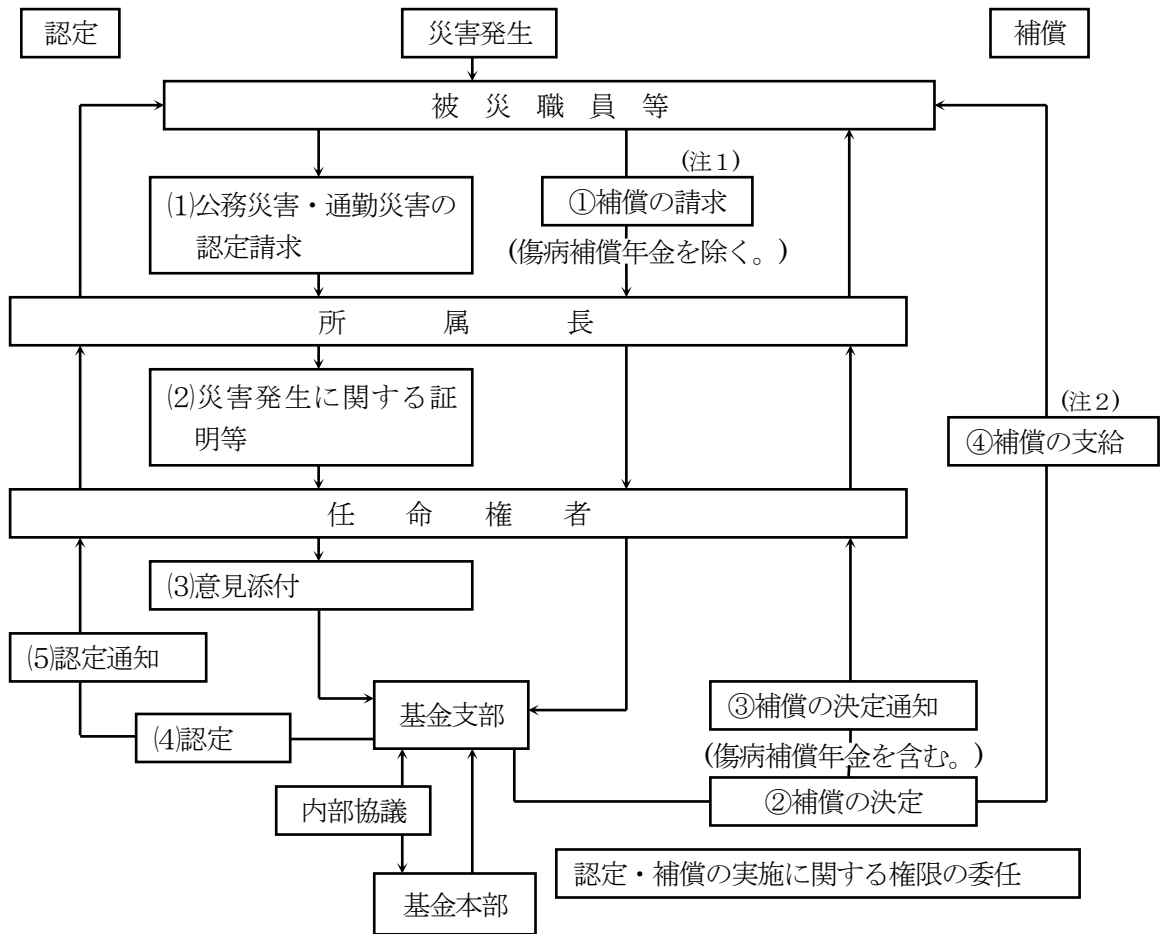 認定
災害発生
補償
被災職員等
(注１)
⑴公務災害・通勤災害の
認定請求
①補償の請求
(傷病補償年金を除く。)
所属長
⑵災害発生に関する証
明等
(注２)
④補償の支給
任命権者
⑶意見添付
⑸認定通知
基金支部
③補償の決定通知
⑷認定
(傷病補償年金を含む。)
②補償の決定
内部協議
認定・補償の実施に関する権限の委任
基金本部